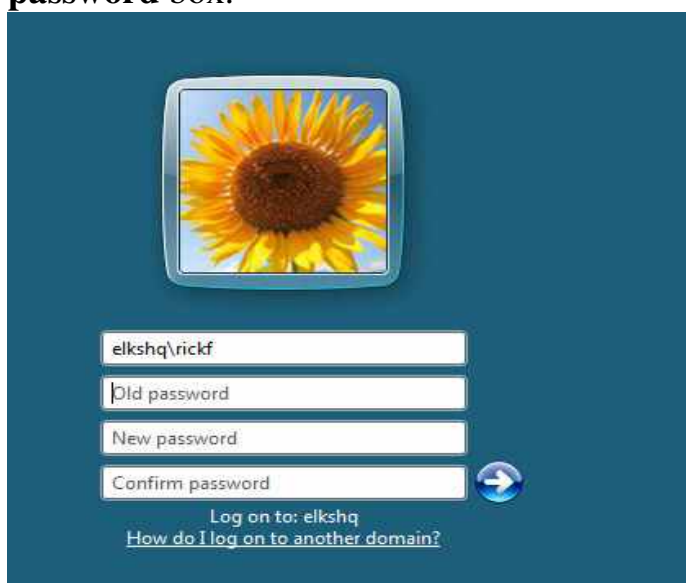 password box.
elkshq\rickf
Old password
New password
Confirm password
Log on to: elkshq
How do I log on to another domain?